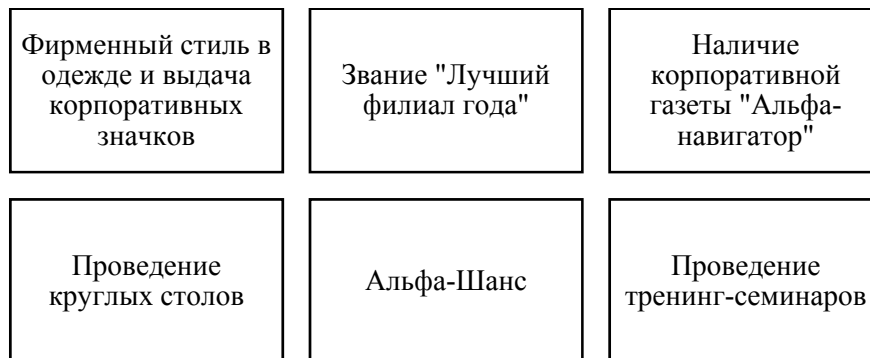 Фирменный стиль в
одежде и выдача
корпоративных
значков
Звание "Лучший
филиал года"
Наличие
корпоративной
газеты "Альфа-
навигатор"
Проведение
круглых столов
Альфа-Шанс
Проведение
тренинг-семинаров